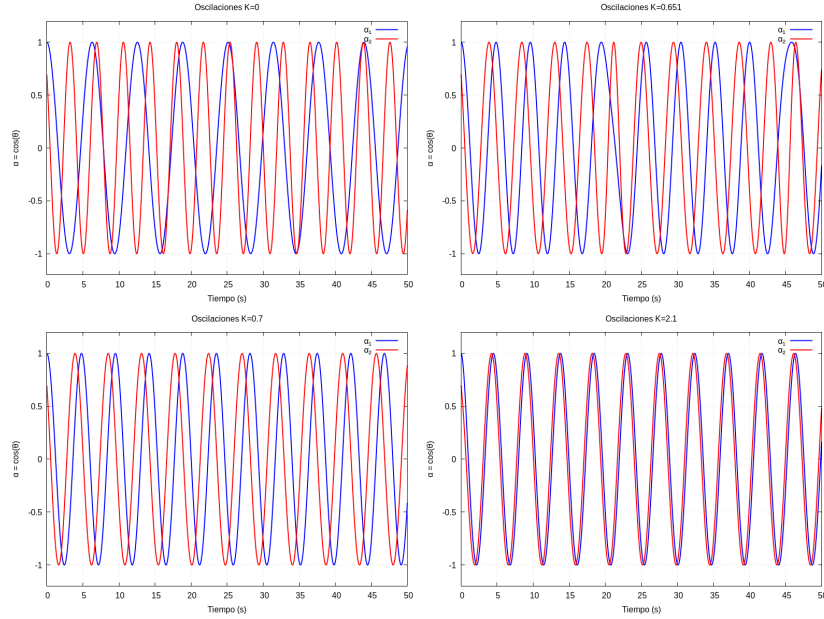 Oscilaciones K=0
α₁
α₂
1
0.5
0
-0.5
-1
α = cos(θ)
0 5 10 15 20 25 30 35 40 45 50
Tiempo (s)
Oscilaciones K=0.651
α₁
α₂
1
0.5
0
-0.5
-1
α = cos(θ)
0 5 10 15 20 25 30 35 40 45 50
Tiempo (s)
Oscilaciones K=0.7
α₁
α₂
1
0.5
0
-0.5
-1
α = cos(θ)
0 5 10 15 20 25 30 35 40 45 50
Tiempo (s)
Oscilaciones K=2.1
α₁
α₂
1
0.5
0
-0.5
-1
α = cos(θ)
0 5 10 15 20 25 30 35 40 45 50
Tiempo (s)